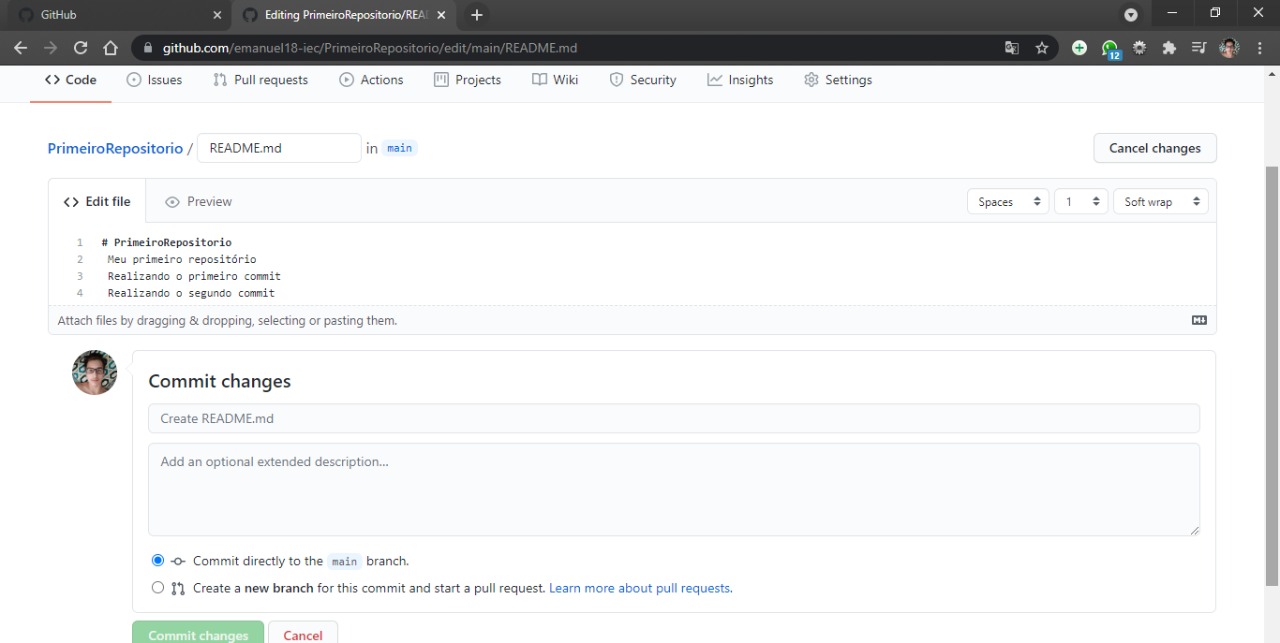 GitHub
Editing PrimeiroRepositorio/REA
github.com/emanuel18-iec/PrimeiroRepositorio/edit/main/README.md
12
Code Issues Pull requests Actions Projects Wiki Security Insights Settings
PrimeiroRepositorio / README.md in main Cancel changes
Edit file Preview Spaces 1 Soft wrap
1 # PrimeiroRepositorio
2 Meu primeiro repositório
3 Realizando o primeiro commit
4 Realizando o segundo commit
Attach files by dragging & dropping, selecting or pasting them.
Commit changes
Create README.md
Add an optional extended description...
Commit directly to the main branch.
Create a new branch for this commit and start a pull request. Learn more about pull requests.
Commit changes Cancel